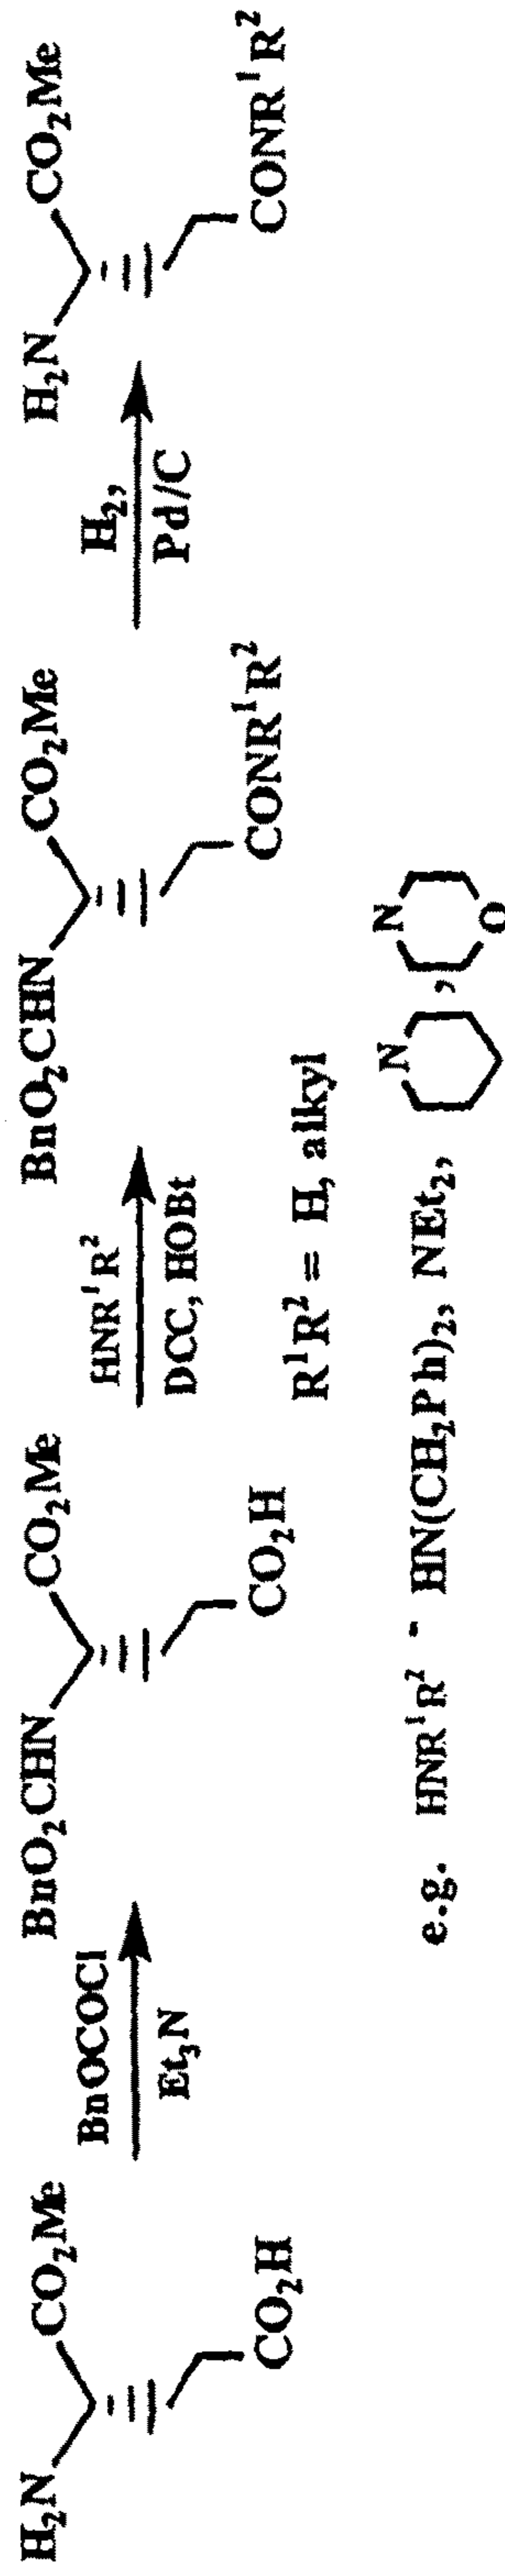 H₂N CO₂Me
CO₂H
BnOCOCl
Et₃N
BnO₂CHN CO₂Me
CO₂H
HNR¹R²
DCC, HOBt
R¹R² = H, alkyl
BnO₂CHN CO₂Me
CONR¹R²
H₂,
Pd/C
H₂N CO₂Me
CONR¹R²
e.g. HNR¹R² - HN(CH₂Ph)₂, NEt₂, N , N O